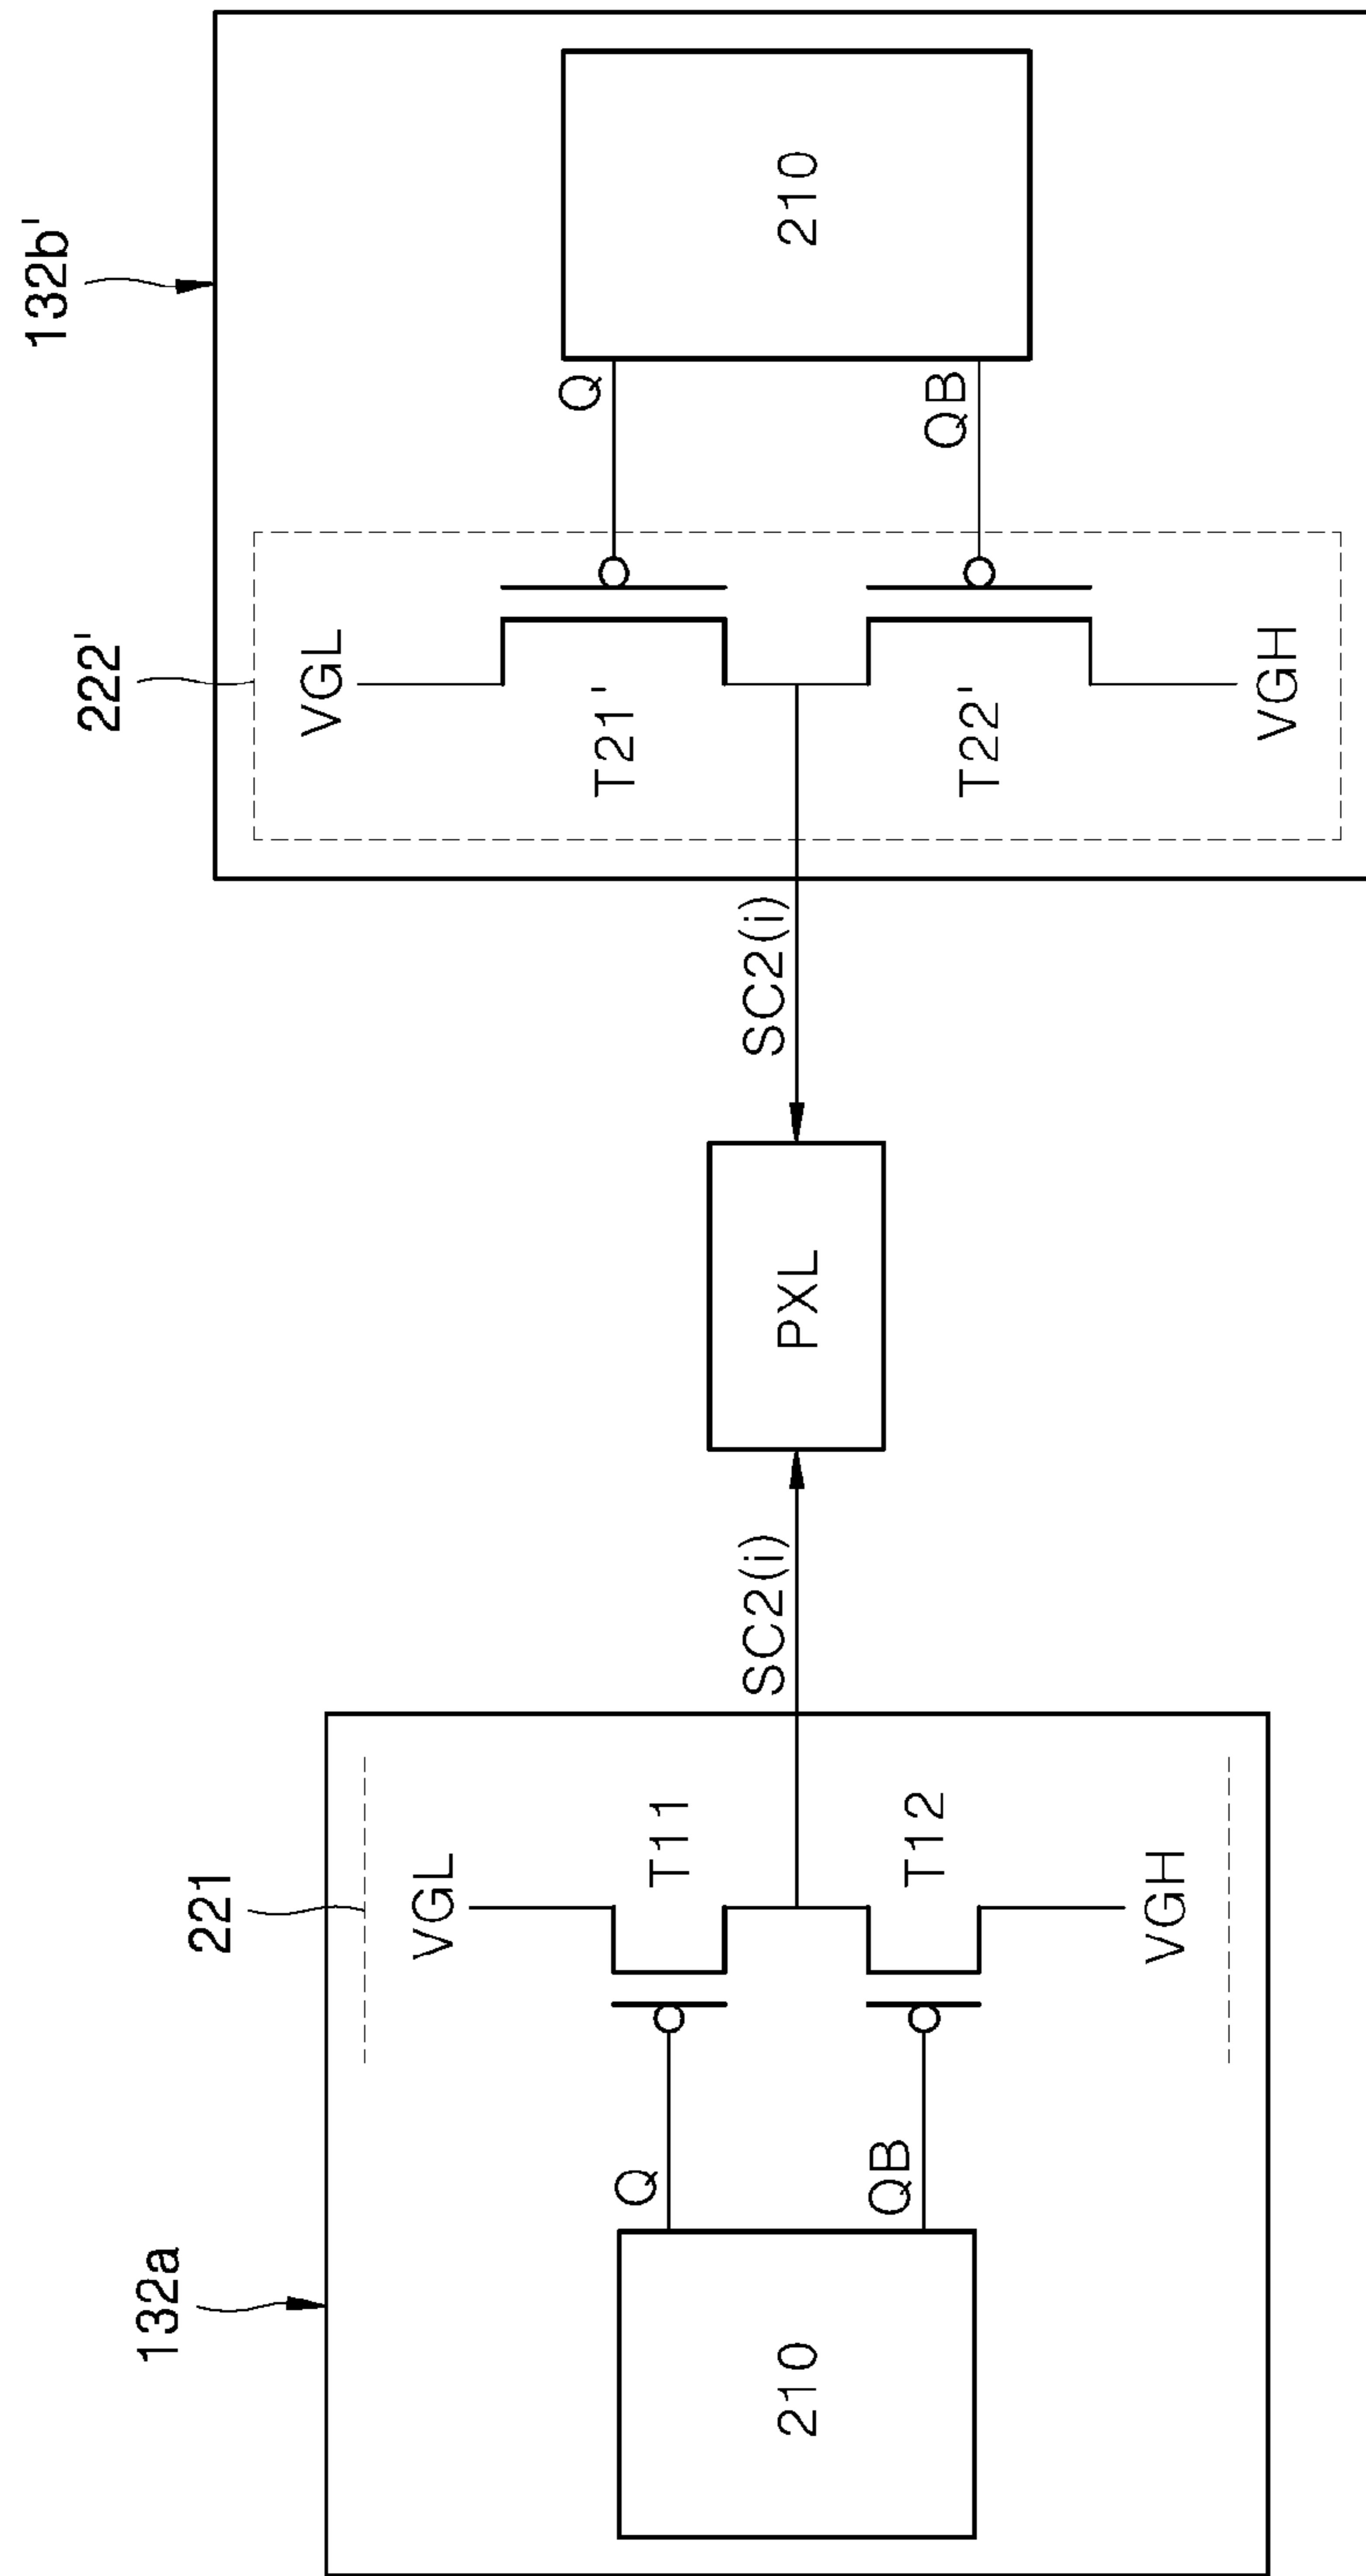 132a
221
210
Q
QB
VGL
T11
T12
VGH
SC2(i)
PXL
SC2(i)
132b'
222'
VGL
T21'
T22'
VGH
Q
QB
210